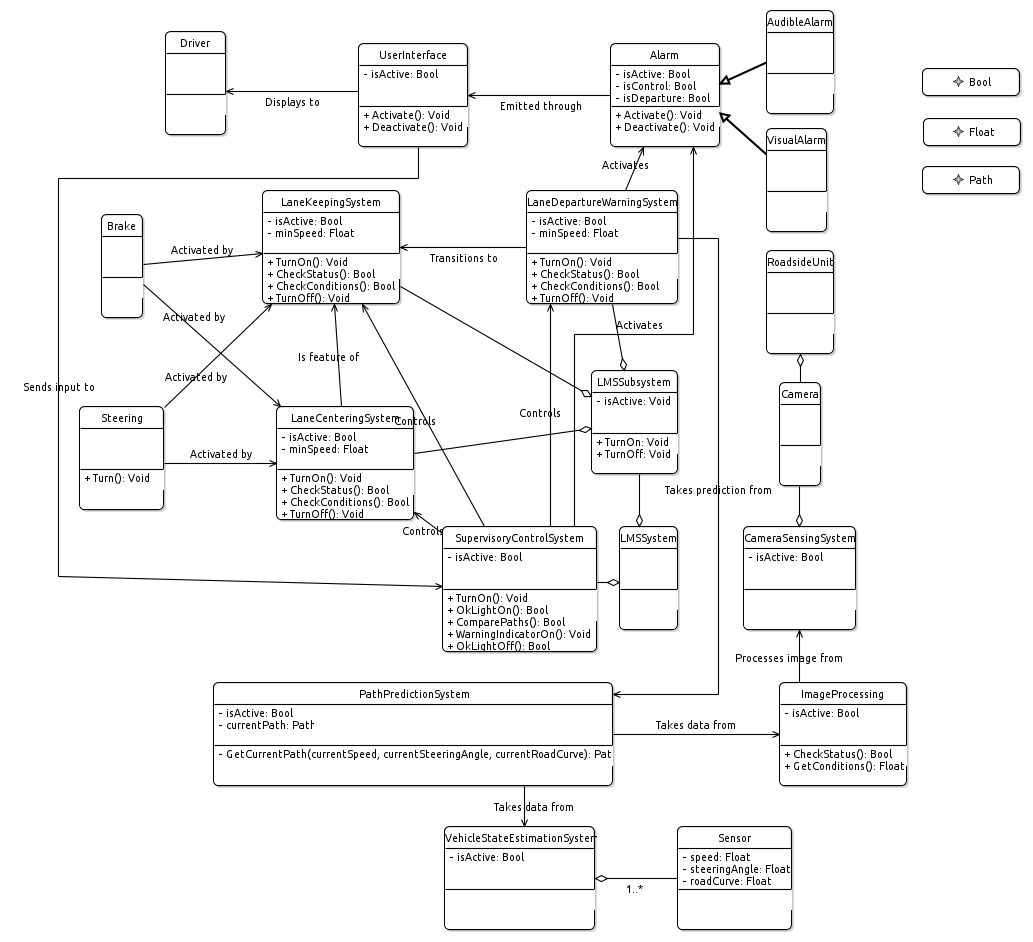 Driver
UserInterface
- isActive: Bool
+ Activate(): Void
+ Deactivate(): Void
Displays to
Alarm
- isActive: Bool
- isControl: Bool
- isDeparture: Bool
+ Activate(): Void
+ Deactivate(): Void
Emitted through
AudibleAlarm
VisualAlarm
Bool
Float
Path
Activates
LaneKeepingSystem
- isActive: Bool
- minSpeed: Float
+ TurnOn(): Void
+ CheckStatus(): Bool
+ CheckConditions(): Bool
+ TurnOff(): Void
LaneDepartureWarningSystem
- isActive: Bool
- minSpeed: Float
+ TurnOn(): Void
+ CheckStatus(): Bool
+ CheckConditions(): Bool
+ TurnOff(): Void
Transitions to
Brake
Activated by
Activated by
Activated by
Is feature of
Activates
RoadsideUnit
Sends input to
Steering
+ Turn(): Void
Activated by
LaneCenteringSystem
- isActive: Bool
- minSpeed: Float
+ TurnOn(): Void
+ CheckStatus(): Bool
+ CheckConditions(): Bool
+ TurnOff(): Void
Controls
Controls
Controls
LMSSubsystem
- isActive: Void
+ TurnOn: Void
+ TurnOff: Void
Camera
Takes prediction from
SupervisoryControlSystem
- isActive: Bool
+ TurnOn(): Void
+ OkLightOn(): Bool
+ ComparePaths(): Bool
+ WarningIndicatorOn(): Void
+ OkLightOff(): Bool
LMSSystem
CameraSensingSystem
- isActive: Bool
Processes image from
PathPredictionSystem
- isActive: Bool
- currentPath: Path
- GetCurrentPath(currentSpeed, currentSteeringAngle, currentRoadCurve): Pat
Takes data from
ImageProcessing
- isActive: Bool
+ CheckStatus(): Bool
+ GetConditions(): Float
Takes data from
VehicleStateEstimationSystem
- isActive: Bool
1..*
Sensor
- speed: Float
- steeringAngle: Float
- roadCurve: Float